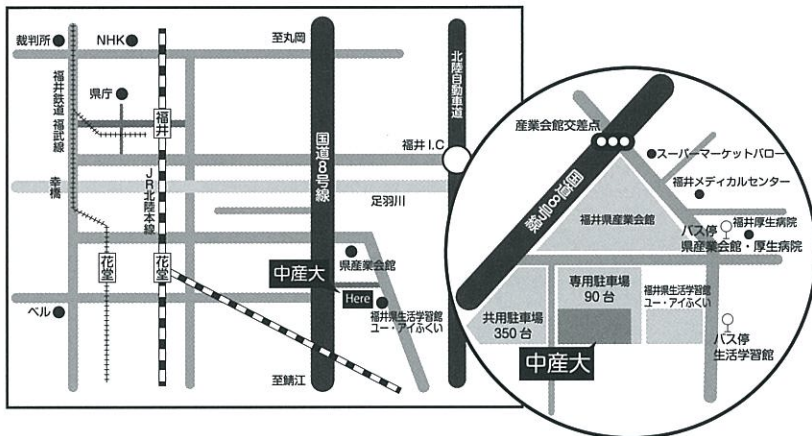 裁判所
NHK
至丸岡
北陸自動車道
福井鉄道 福武線
県庁
福井
国道8号線
福井 I.C
幸橋
JR北陸本線
足羽川
花堂
花堂
県産業会館
中産大
Here
福井県生活学習館
ユー・アイふくい
ベル
至鯖江
産業会館交差点
スーパーマーケットバロー
国道8号線
福井メディカルセンター
福井県産業会館
福井厚生病院
バス停
県産業会館・厚生病院
専用駐車場
90台
福井県生活学習館
ユー・アイふくい
共用駐車場
350台
中産大
バス停
生活学習館